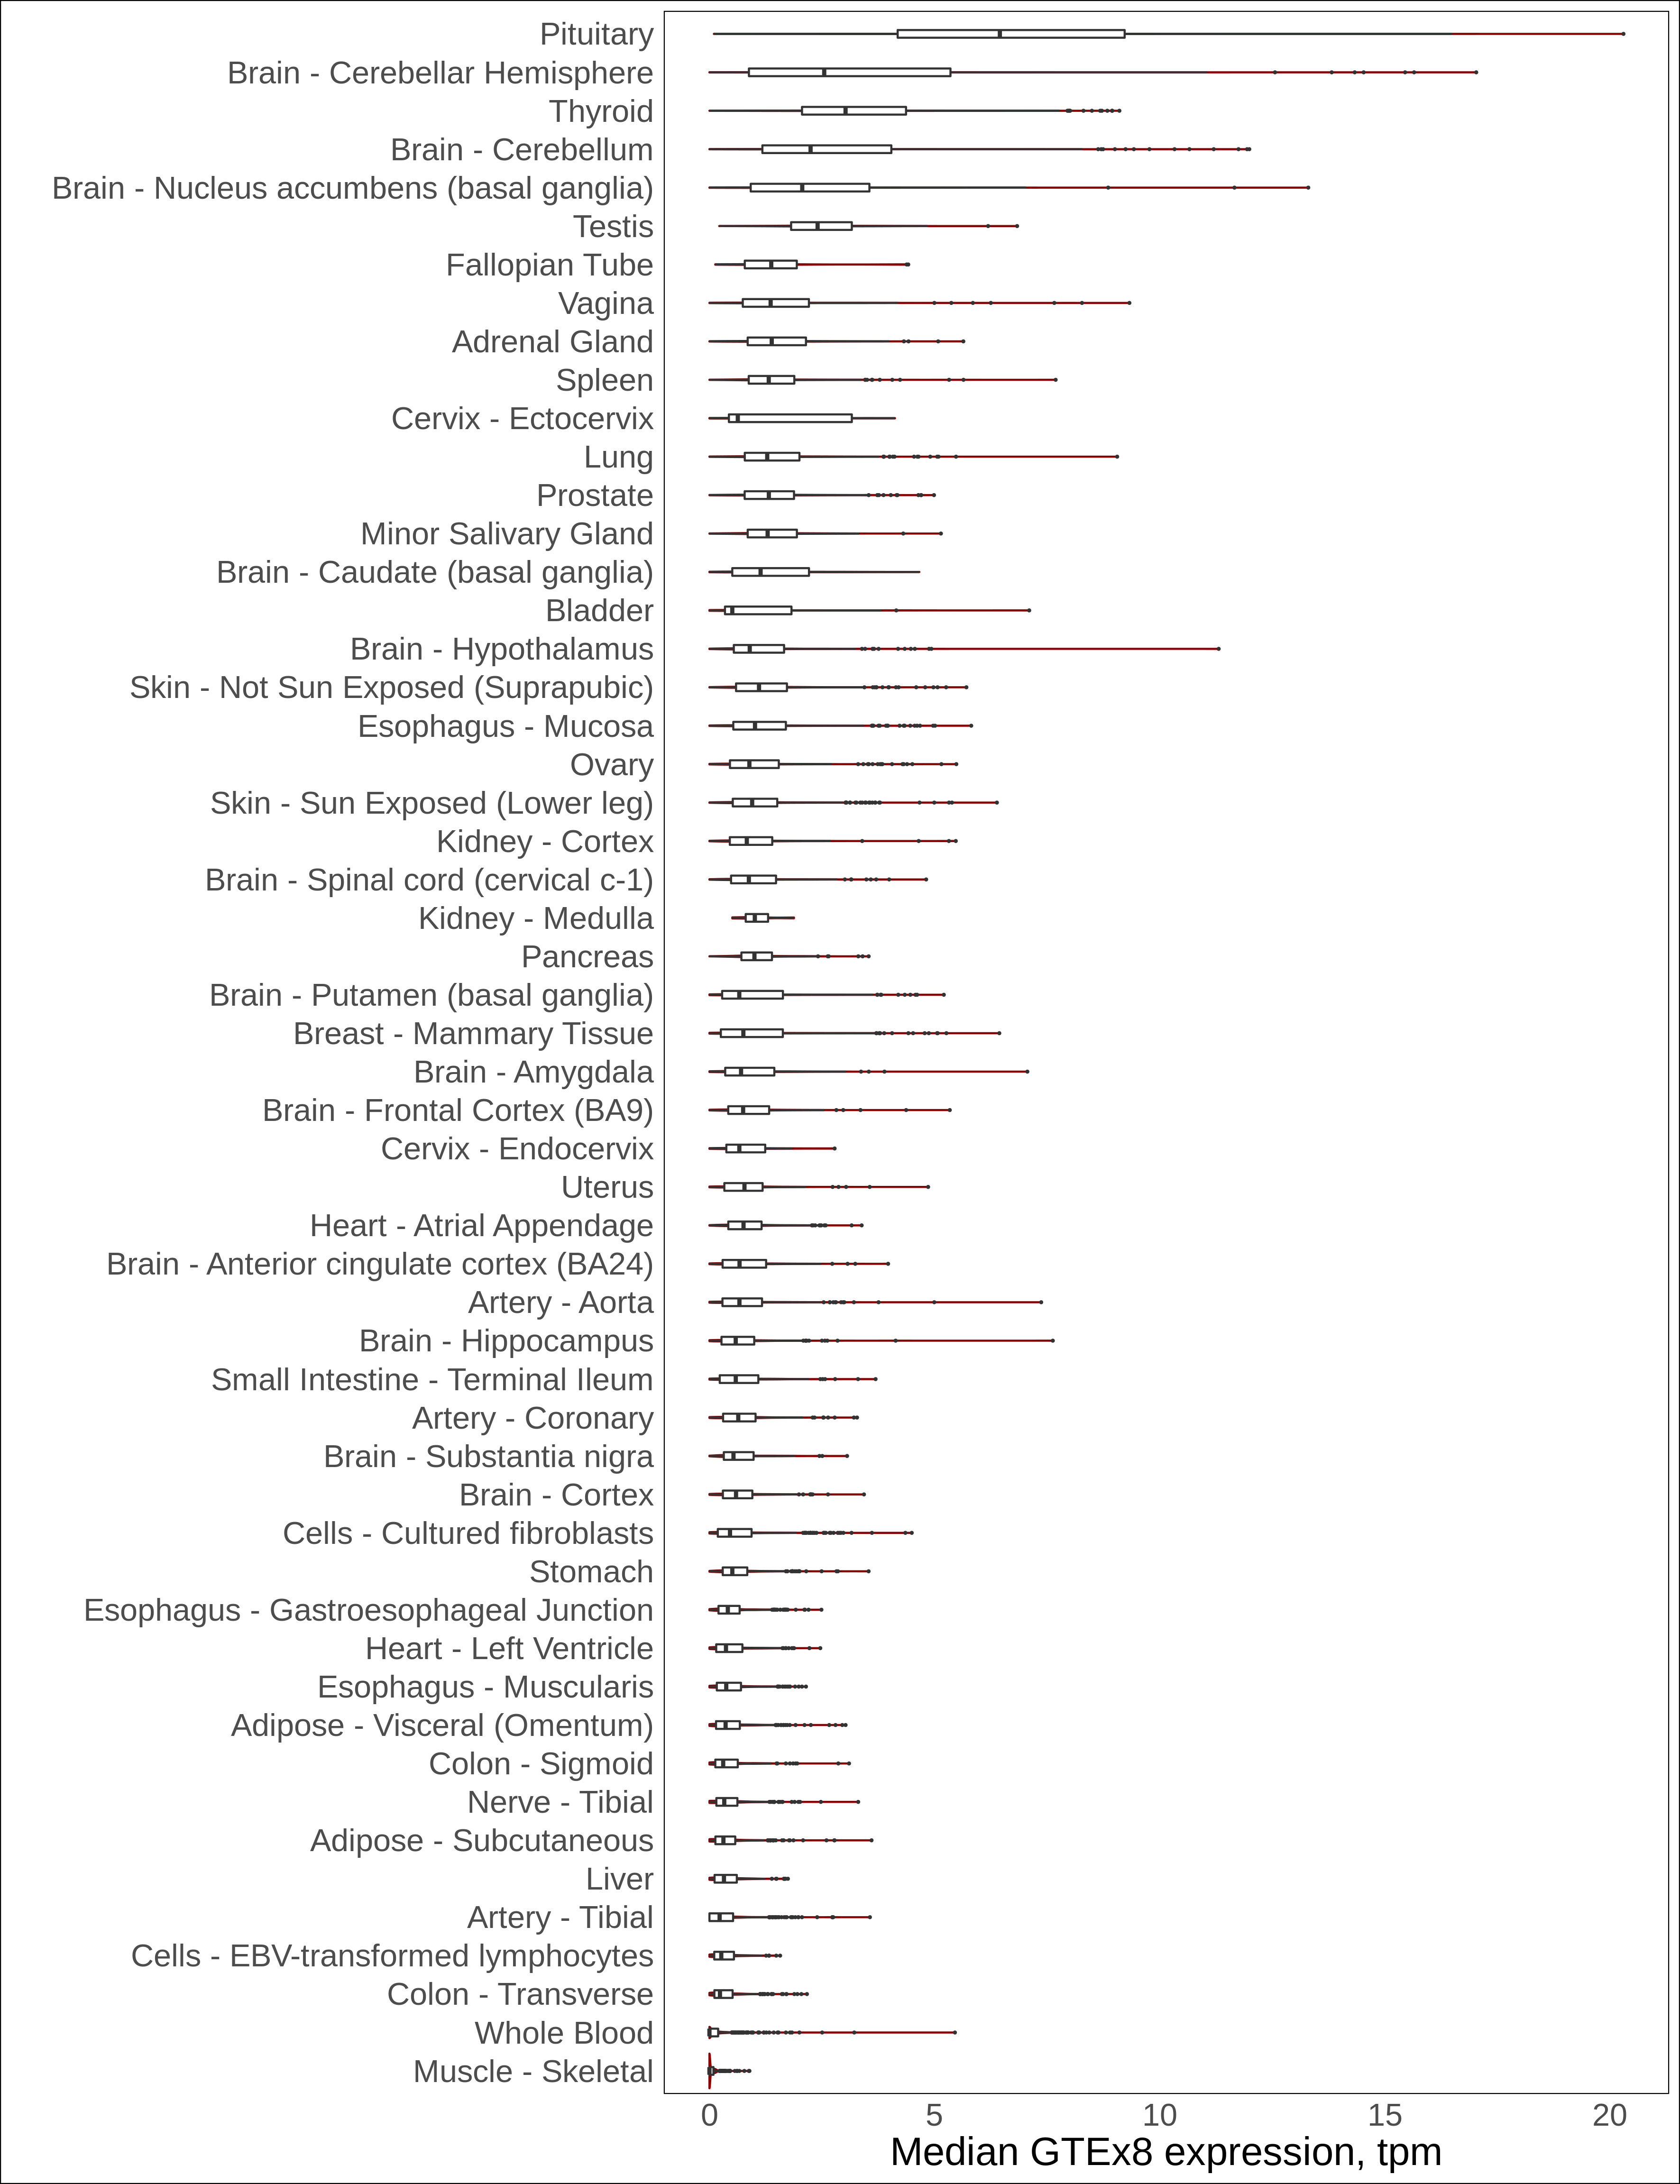 Pituitary
Brain - Cerebellar Hemisphere
Thyroid
Brain - Cerebellum
Brain - Nucleus accumbens (basal ganglia)
Testis
Fallopian Tube
Vagina
Adrenal Gland
Spleen
Cervix - Ectocervix
Lung
Prostate
Minor Salivary Gland
Brain - Caudate (basal ganglia)
Bladder
Brain - Hypothalamus
Skin - Not Sun Exposed (Suprapubic)
Esophagus - Mucosa
Ovary
Skin - Sun Exposed (Lower leg)
Kidney - Cortex
Brain - Spinal cord (cervical c-1)
Kidney - Medulla
Pancreas
Brain - Putamen (basal ganglia)
Breast - Mammary Tissue
Brain - Amygdala
Brain - Frontal Cortex (BA9)
Cervix - Endocervix
Uterus
Heart - Atrial Appendage
Brain - Anterior cingulate cortex (BA24)
Artery - Aorta
Brain - Hippocampus
Small Intestine - Terminal Ileum
Artery - Coronary
Brain - Substantia nigra
Brain - Cortex
Cells - Cultured fibroblasts
Stomach
Esophagus - Gastroesophageal Junction
Heart - Left Ventricle
Esophagus - Muscularis
Adipose - Visceral (Omentum)
Colon - Sigmoid
Nerve - Tibial
Adipose - Subcutaneous
Liver
Artery - Tibial
Cells - EBV-transformed lymphocytes
Colon - Transverse
Whole Blood
Muscle - Skeletal
0 5 10 15 20
Median GTEx8 expression, tpm